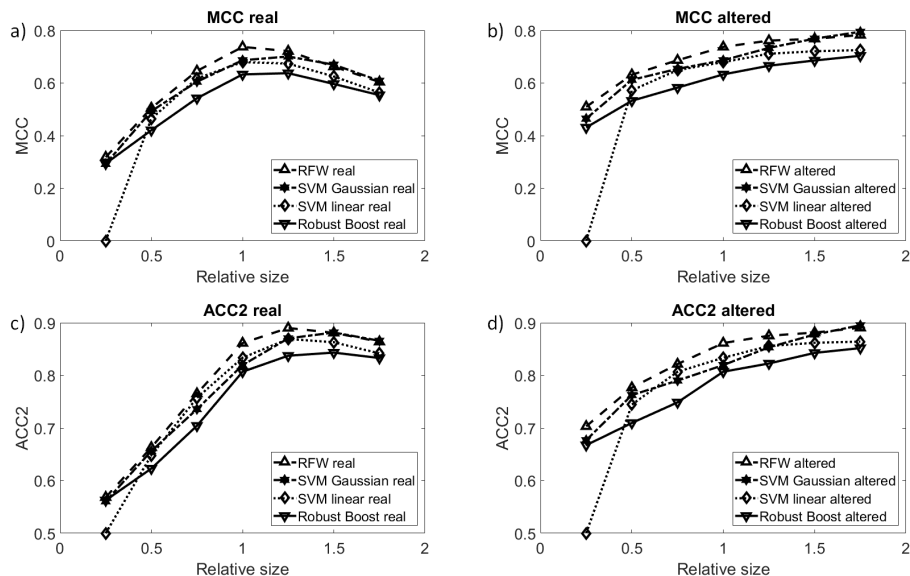 a)
MCC real
0.8
0.6
0.4
0.2
0
MCC
0
0.5
1
1.5
2
Relative size
RFW real
SVM Gaussian real
SVM linear real
Robust Boost real
b)
MCC altered
0.8
0.6
0.4
0.2
0
MCC
0
0.5
1
1.5
2
Relative size
RFW altered
SVM Gaussian altered
SVM linear altered
Robust Boost altered
c)
ACC2 real
0.9
0.8
0.7
0.6
0.5
ACC2
0
0.5
1
1.5
2
Relative size
RFW real
SVM Gaussian real
SVM linear real
Robust Boost real
d)
ACC2 altered
0.9
0.8
0.7
0.6
0.5
ACC2
0
0.5
1
1.5
2
Relative size
RFW altered
SVM Gaussian altered
SVM linear altered
Robust Boost altered